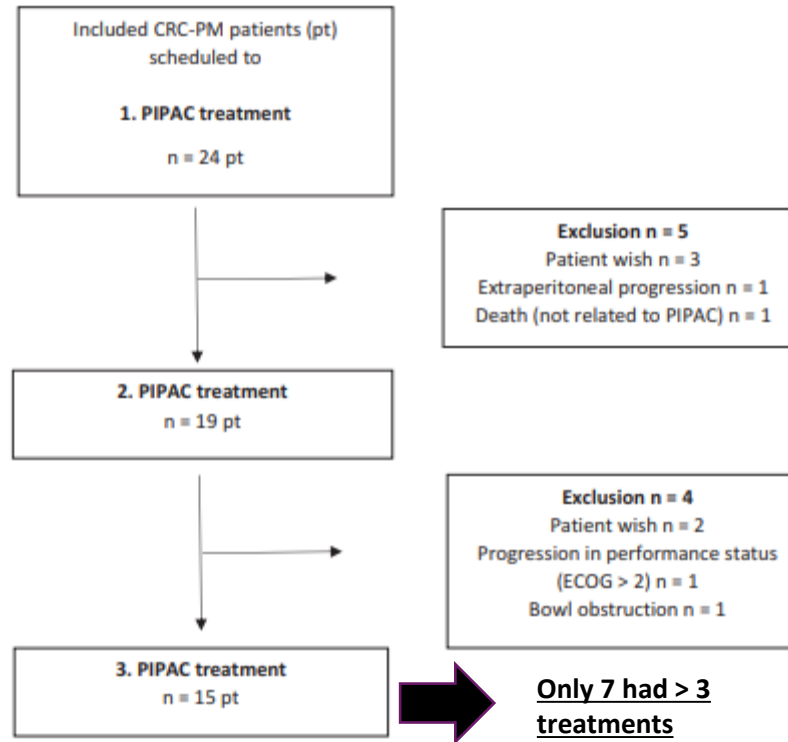 Included CRC-PM patients (pt)
scheduled to
1. PIPAC treatment
n = 24 pt
Exclusion n = 5
Patient wish n = 3
Extraperitoneal progression n = 1
Death (not related to PIPAC) n = 1
2. PIPAC treatment
n = 19 pt
Exclusion n = 4
Patient wish n = 2
Progression in performance status
(ECOG > 2) n = 1
Bowl obstruction n = 1
3. PIPAC treatment
n = 15 pt
Only 7 had > 3
treatments